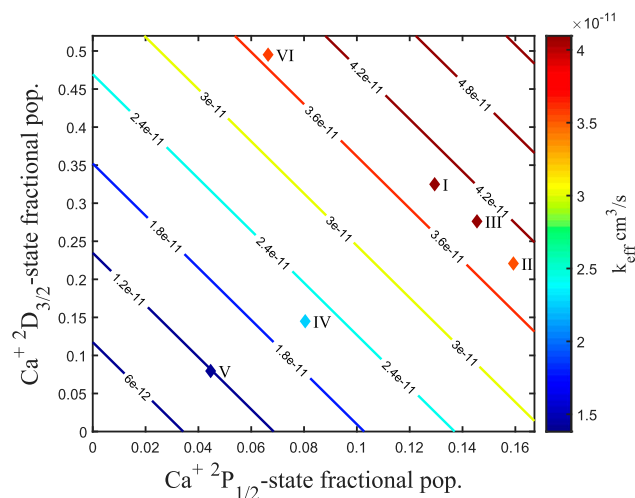 ×10⁻¹¹
0.5
0.45
0.4
0.35
0.3
0.25
0.2
0.15
0.1
0.05
0
0 0.02 0.04 0.06 0.08 0.1 0.12 0.14 0.16
Ca⁺ ²D₃/₂-state fractional pop.
Ca⁺ ²P₁/₂-state fractional pop.
VI
I
III
II
IV
V
4.8e-11
4.2e-11
4.2e-11
3.6e-11
3.6e-11
3e-11
3e-11
3e-11
2.4e-11
2.4e-11
2.4e-11
1.8e-11
1.8e-11
1.2e-11
6e-12
4
3.5
3
2.5
2
1.5
k_eff cm³/s